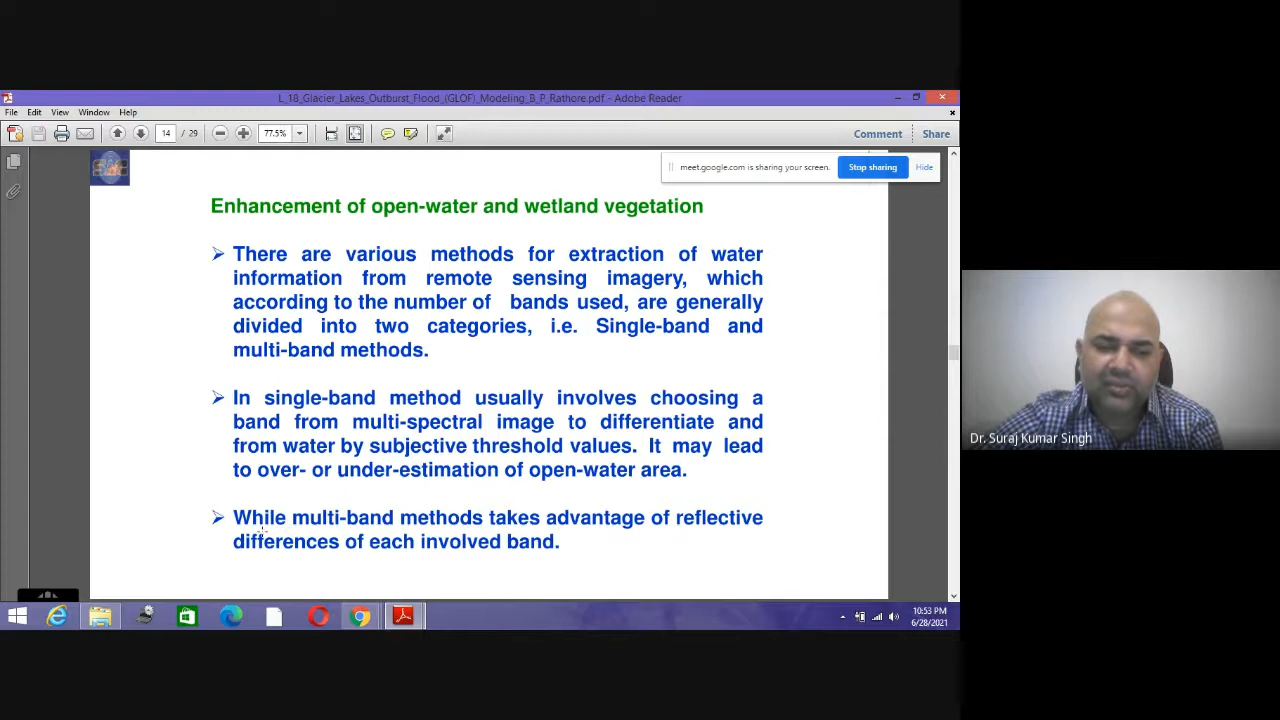 L_18_Glacier_Lakes_Outburst_Flood_(GLOF)_Modeling_B_P_Rathore.pdf - Adobe Reader
File Edit View Window Help
14 / 29 77.5% Comment Share
meet.google.com is sharing your screen. Stop sharing Hide
Enhancement of open-water and wetland vegetation
There are various methods for extraction of water
information from remote sensing imagery, which
according to the number of bands used, are generally
divided into two categories, i.e. Single-band and
multi-band methods.
In single-band method usually involves choosing a
band from multi-spectral image to differentiate and
from water by subjective threshold values. It may lead
to over- or under-estimation of open-water area.
While multi-band methods takes advantage of reflective
differences of each involved band.
Dr. Suraj Kumar Singh
10:53 PM
6/28/2021